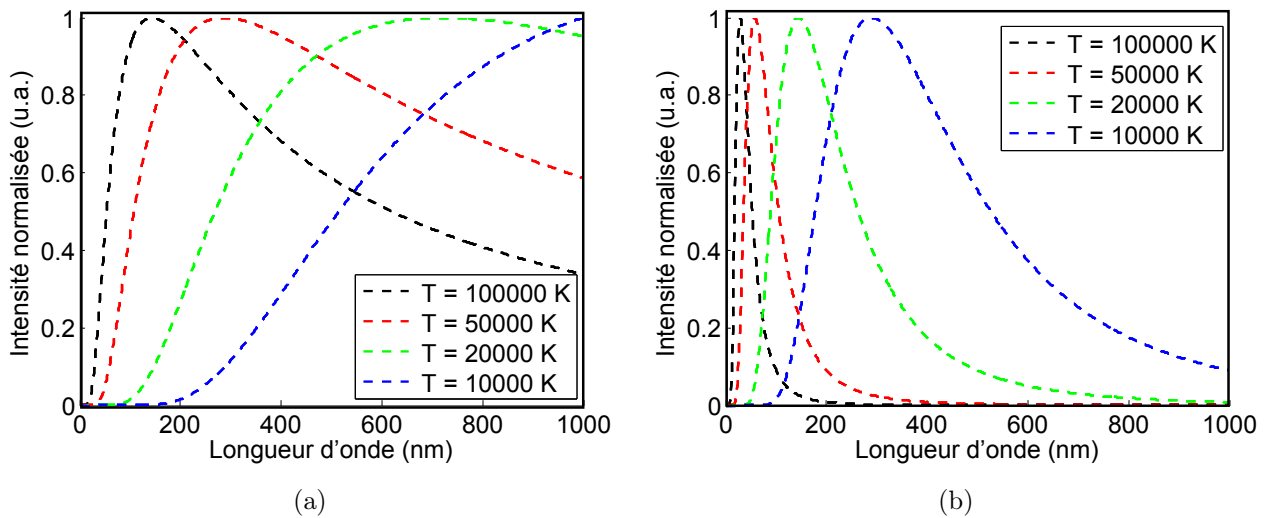 1
0.8
0.6
0.4
0.2
0
Intensité normalisée (u.a.)
T = 100000 K
T = 50000 K
T = 20000 K
T = 10000 K
0 200 400 600 800 1000
Longueur d'onde (nm)
(a)
1
0.8
0.6
0.4
0.2
0
Intensité normalisée (u.a.)
T = 100000 K
T = 50000 K
T = 20000 K
T = 10000 K
0 200 400 600 800 1000
Longueur d'onde (nm)
(b)